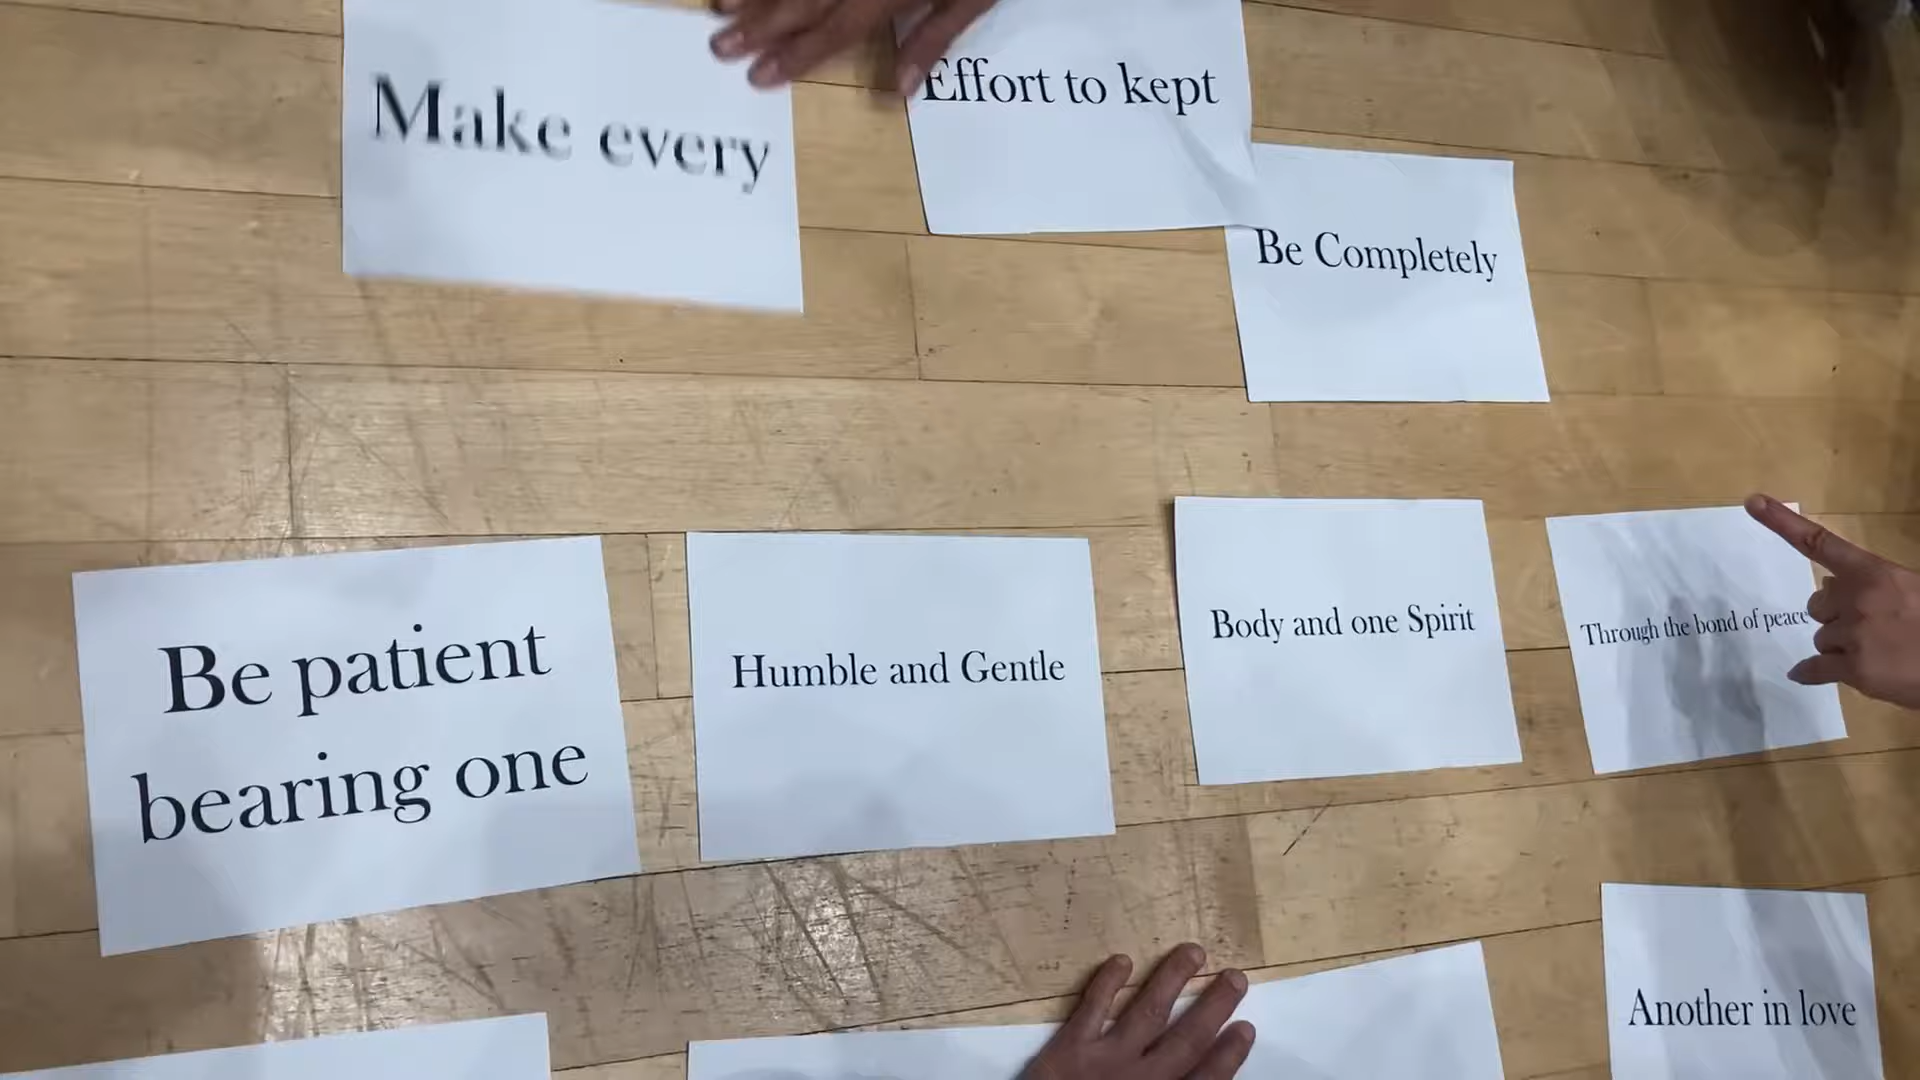 Make every
Effort to kept
Be Completely
Be patient
bearing one
Humble and Gentle
Body and one Spirit
Through the bond of peace
Another in love